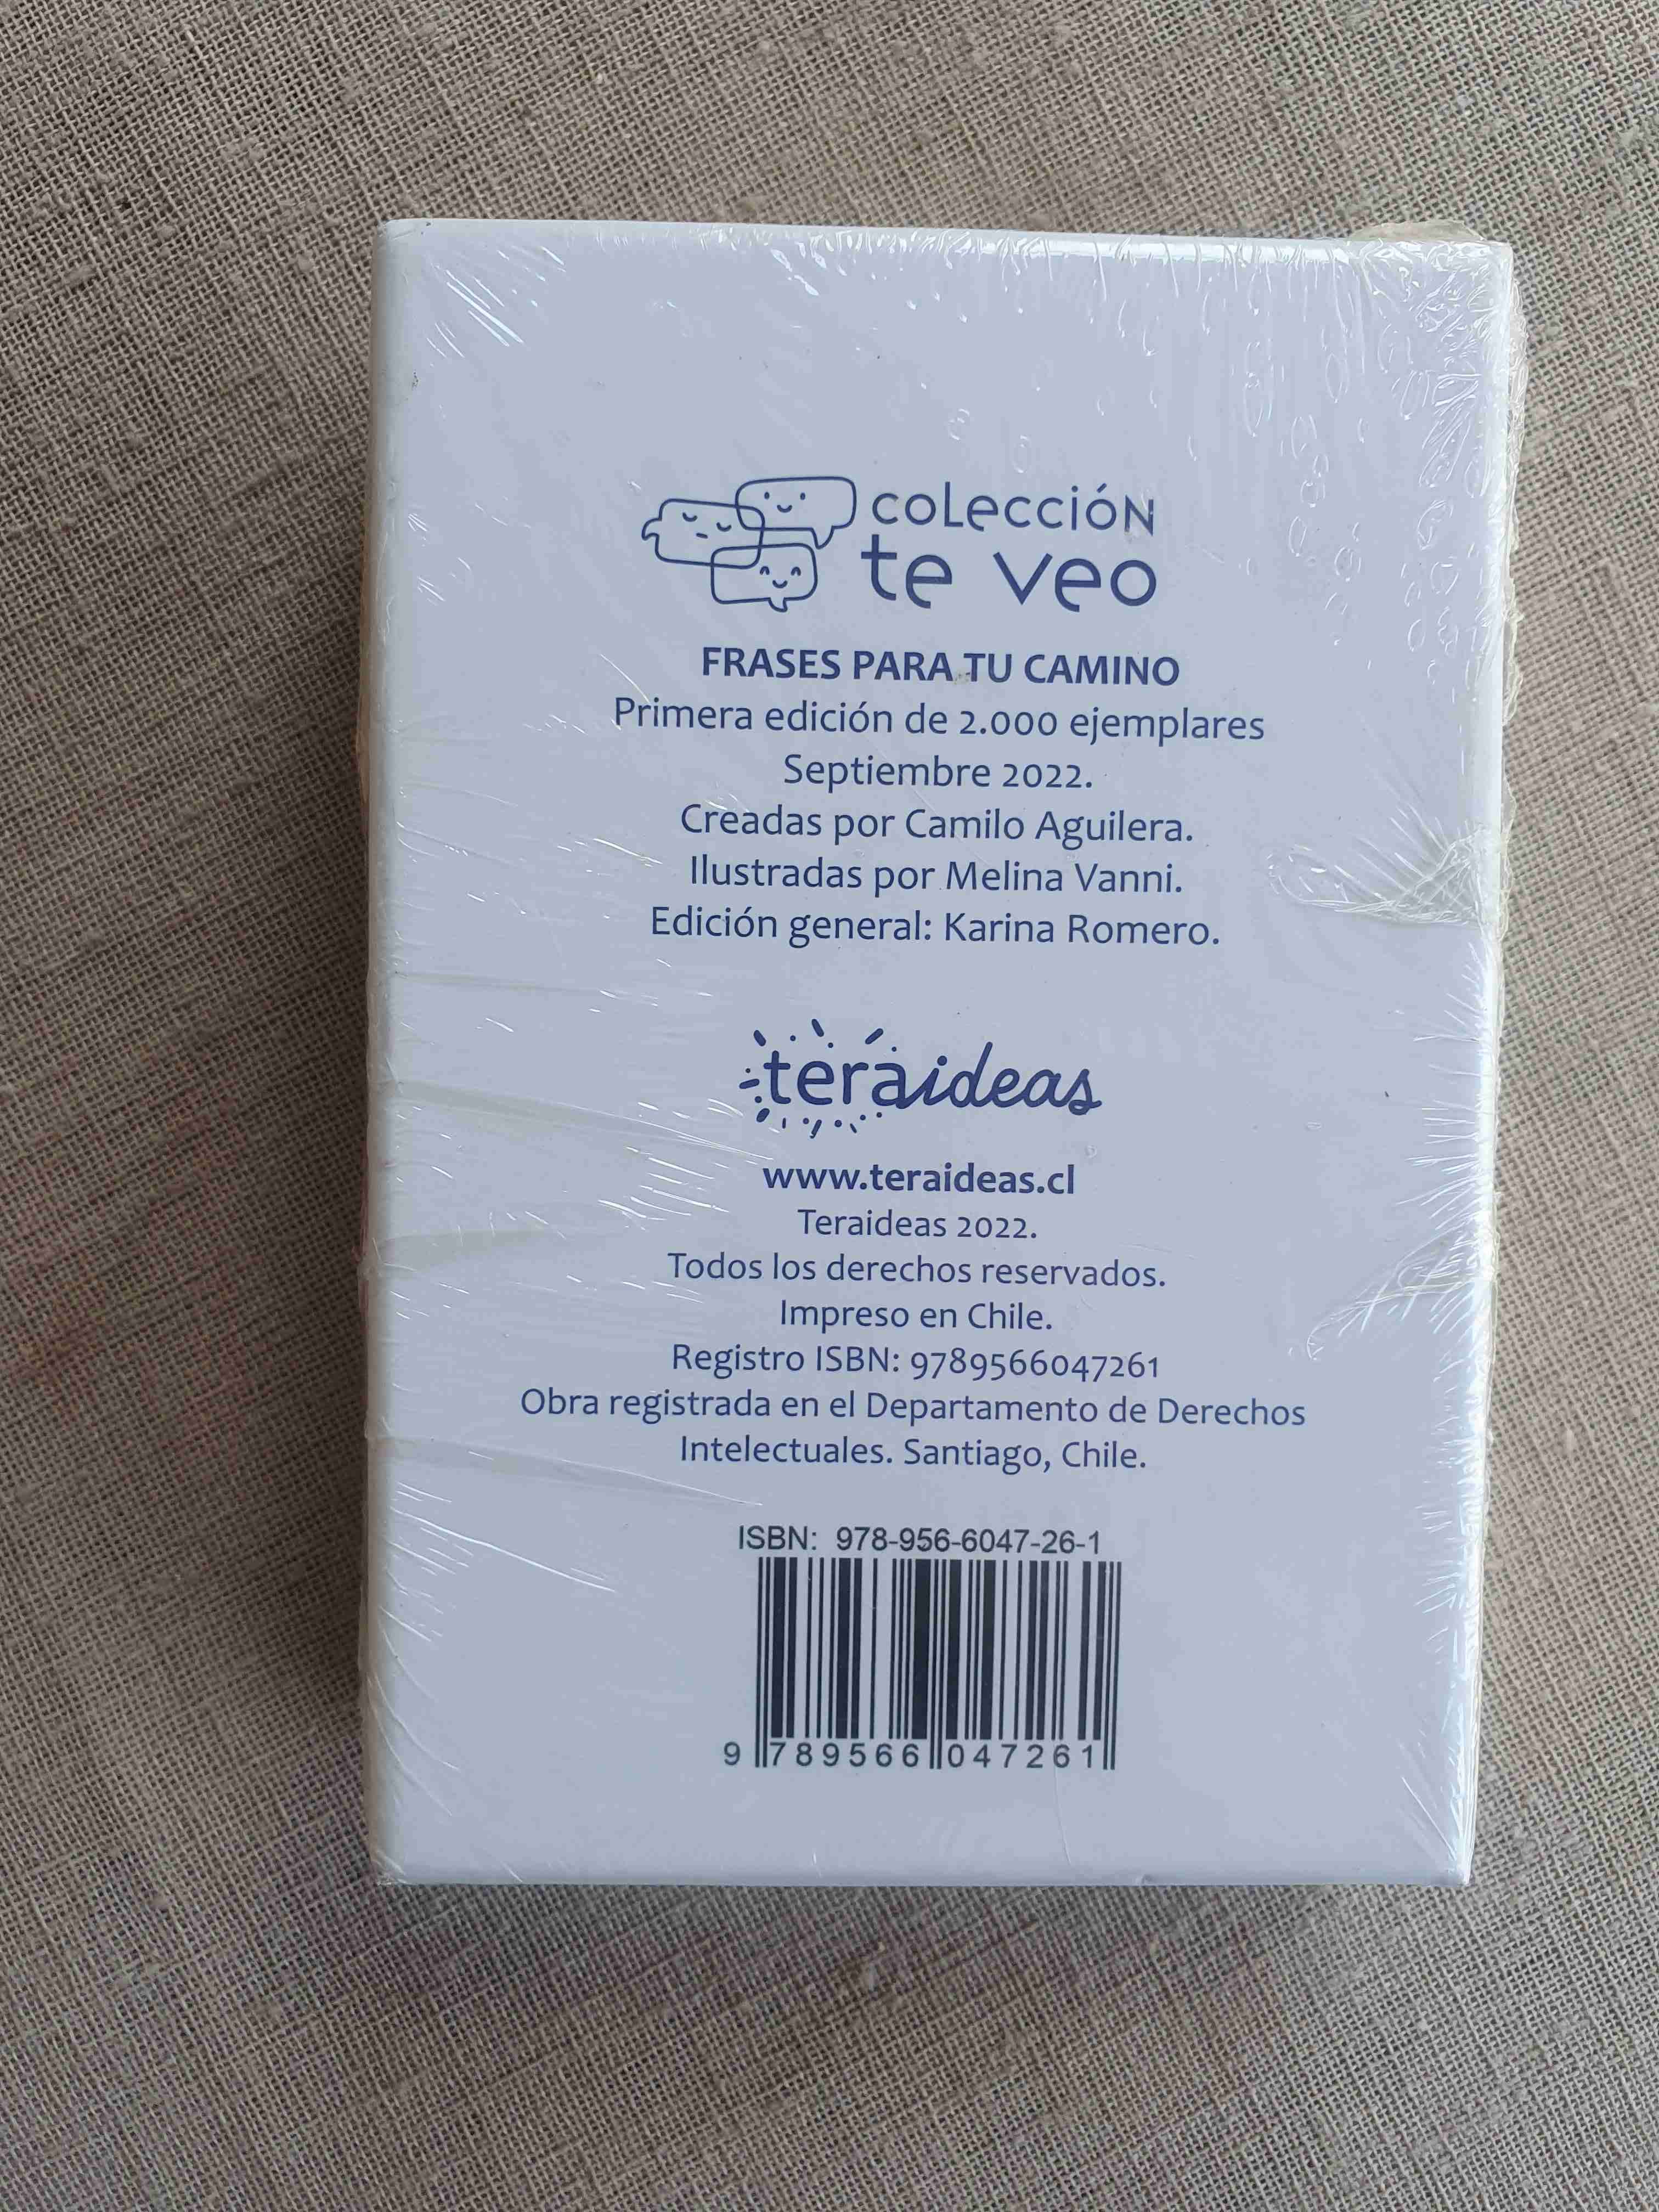 colección
te veo
FRASES PARA TU CAMINO
Primera edición de 2.000 ejemplares
Septiembre 2022.
Creadas por Camilo Aguilera.
Ilustradas por Melina Vanni.
Edición general: Karina Romero.
teraideas
www.teraideas.cl
Teraideas 2022.
Todos los derechos reservados.
Impreso en Chile.
Registro ISBN: 9789566047261
Obra registrada en el Departamento de Derechos
Intelectuales. Santiago, Chile.
ISBN: 978-956-6047-26-1
9 789566 047261